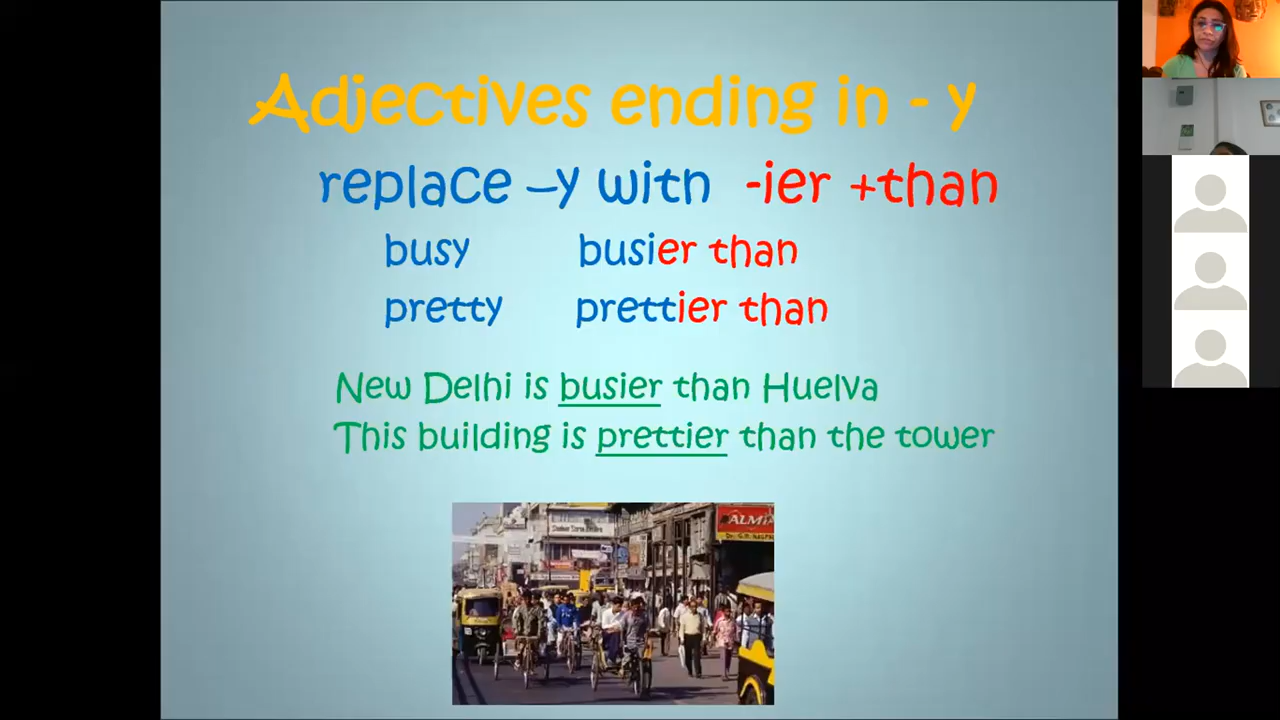 Adjectives ending in - y
replace –y with -ier +than
busy busier than
pretty prettier than
New Delhi is busier than Huelva
This building is prettier than the tower